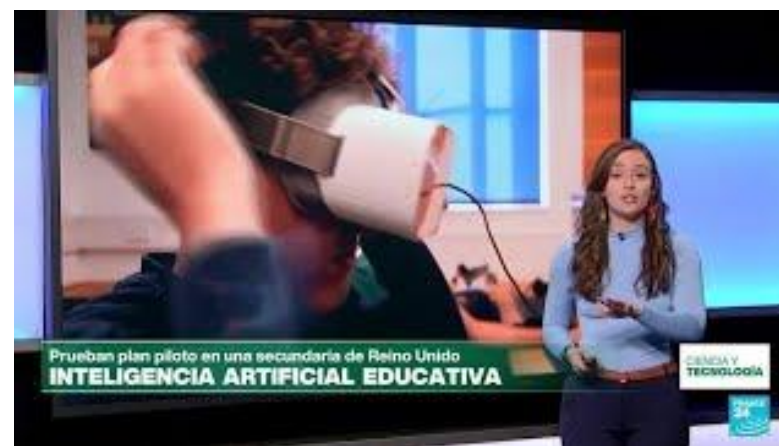 Prueban plan piloto en una secundaria de Reino Unido
INTELIGENCIA ARTIFICIAL EDUCATIVA
CIENCIA Y
TECNOLOGÍA
FRANCE
24